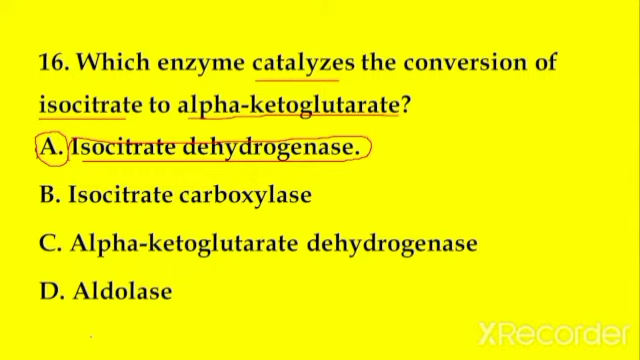 16. Which enzyme catalyzes the conversion of
isocitrate to alpha-ketoglutarate?
A. Isocitrate dehydrogenase.
B. Isocitrate carboxylase
C. Alpha-ketoglutarate dehydrogenase
D. Aldolase
XRecorder